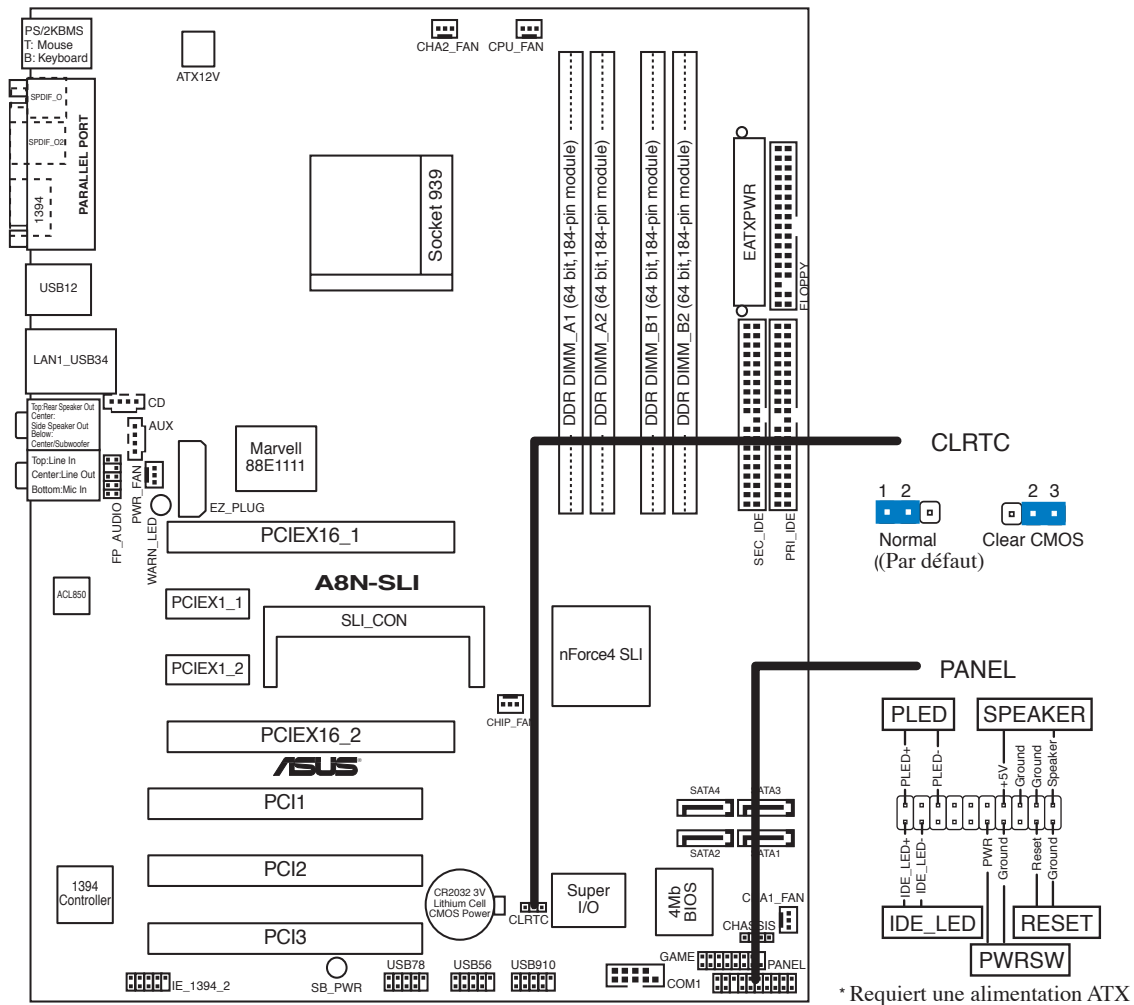 PS/2KBMS
T: Mouse
B: Keyboard
ATX12V
CHA2_FAN
CPU_FAN
SPDIF_O
SPDIF_O2
1394
PARALLEL PORT
Socket 939
DDR DIMM_A1 (64 bit,184-pin module)
DDR DIMM_A2 (64 bit,184-pin module)
DDR DIMM_B1 (64 bit,184-pin module)
DDR DIMM_B2 (64 bit,184-pin module)
EATXPWR
FLOPPY
USB12
LAN1_USB34
Top:Rear Speaker Out
Center:
Side Speaker Out
Below:
Center/Subwoofer
Top:Line In
Center:Line Out
Bottom:Mic In
CD
AUX
FP_AUDIO
PWR_FAN
WARN_LED
EZ_PLUG
Marvell
88E1111
SEC_IDE
PRI_IDE
CLRTC
1 2
2 3
Normal
((Par défaut)
Clear CMOS
PCIEX16_1
A8N-SLI
ACL850
PCIEX1_1
SLI_CON
PCIEX1_2
nForce4 SLI
CHIP_FAN
PCIEX16_2
ASUS
PANEL
PLED
SPEAKER
PLED+
PLED-
+5V
Ground
Ground
Speaker
IDE_LED+
IDE_LED-
PWR
Ground
Reset
Ground
IDE_LED
RESET
PWRSW
* Requiert une alimentation ATX
PCI1
SATA4
SATA3
SATA2
SATA1
PCI2
1394
Controller
CR2032 3V
Lithium Cell
CMOS Power
CLRTC
Super
I/O
4Mb
BIOS
CHA1_FAN
CHASSIS
PCI3
GAME
PANEL
IE_1394_2
SB_PWR
USB78
USB56
USB910
COM1